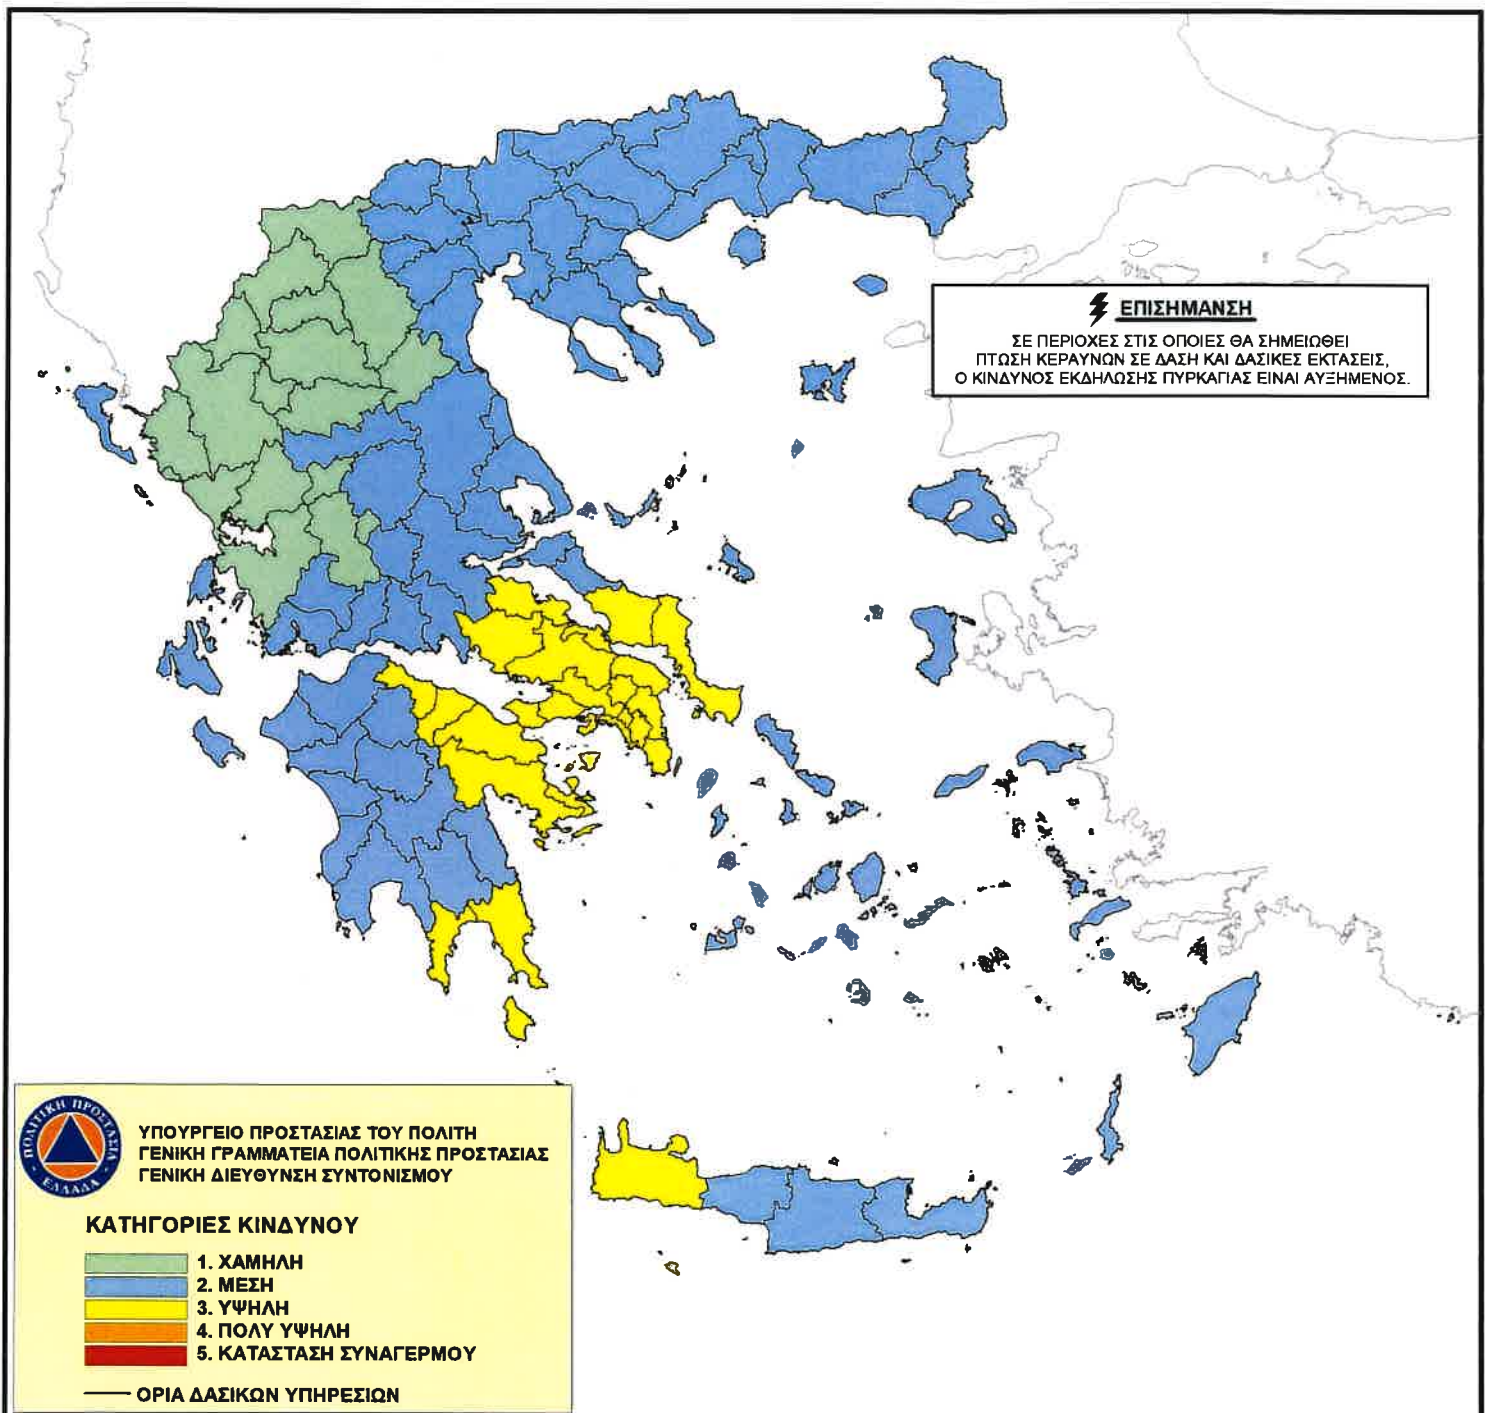 ΕΠΙΣΗΜΑΝΣΗ
ΣΕ ΠΕΡΙΟΧΕΣ ΣΤΙΣ ΟΠΟΙΕΣ ΘΑ ΣΗΜΕΙΩΘΕΙ
ΠΤΩΣΗ ΚΕΡΑΥΝΩΝ ΣΕ ΔΑΣΗ ΚΑΙ ΔΑΣΙΚΕΣ ΕΚΤΑΣΕΙΣ,
Ο ΚΙΝΔΥΝΟΣ ΕΚΔΗΛΩΣΗΣ ΠΥΡΚΑΓΙΑΣ ΕΙΝΑΙ ΑΥΞΗΜΕΝΟΣ.
ΠΟΛΙΤΙΚΗ ΠΡΟΣΤΑΣΙΑ
ΕΛΛΑΔΑ
ΥΠΟΥΡΓΕΙΟ ΠΡΟΣΤΑΣΙΑΣ ΤΟΥ ΠΟΛΙΤΗ
ΓΕΝΙΚΗ ΓΡΑΜΜΑΤΕΙΑ ΠΟΛΙΤΙΚΗΣ ΠΡΟΣΤΑΣΙΑΣ
ΓΕΝΙΚΗ ΔΙΕΥΘΥΝΣΗ ΣΥΝΤΟΝΙΣΜΟΥ
ΚΑΤΗΓΟΡΙΕΣ ΚΙΝΔΥΝΟΥ
1. ΧΑΜΗΛΗ
2. ΜΕΣΗ
3. ΥΨΗΛΗ
4. ΠΟΛΥ ΥΨΗΛΗ
5. ΚΑΤΑΣΤΑΣΗ ΣΥΝΑΓΕΡΜΟΥ
ΟΡΙΑ ΔΑΣΙΚΩΝ ΥΠΗΡΕΣΙΩΝ